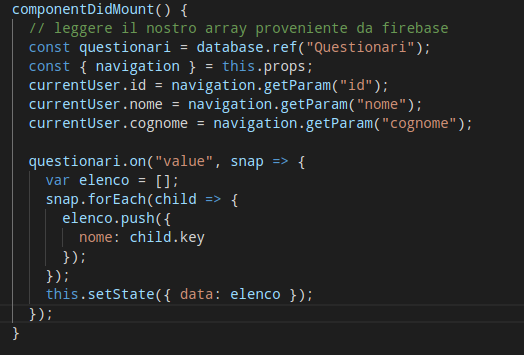 componentDidMount() {
// leggere il nostro array proveniente da firebase
const questionari = database.ref("Questionari");
const { navigation } = this.props;
currentUser.id = navigation.getParam("id");
currentUser.nome = navigation.getParam("nome");
currentUser.cognome = navigation.getParam("cognome");
questionari.on("value", snap => {
var elenco = [];
snap.forEach(child => {
elenco.push({
nome: child.key
});
});
this.setState({ data: elenco });
});
}